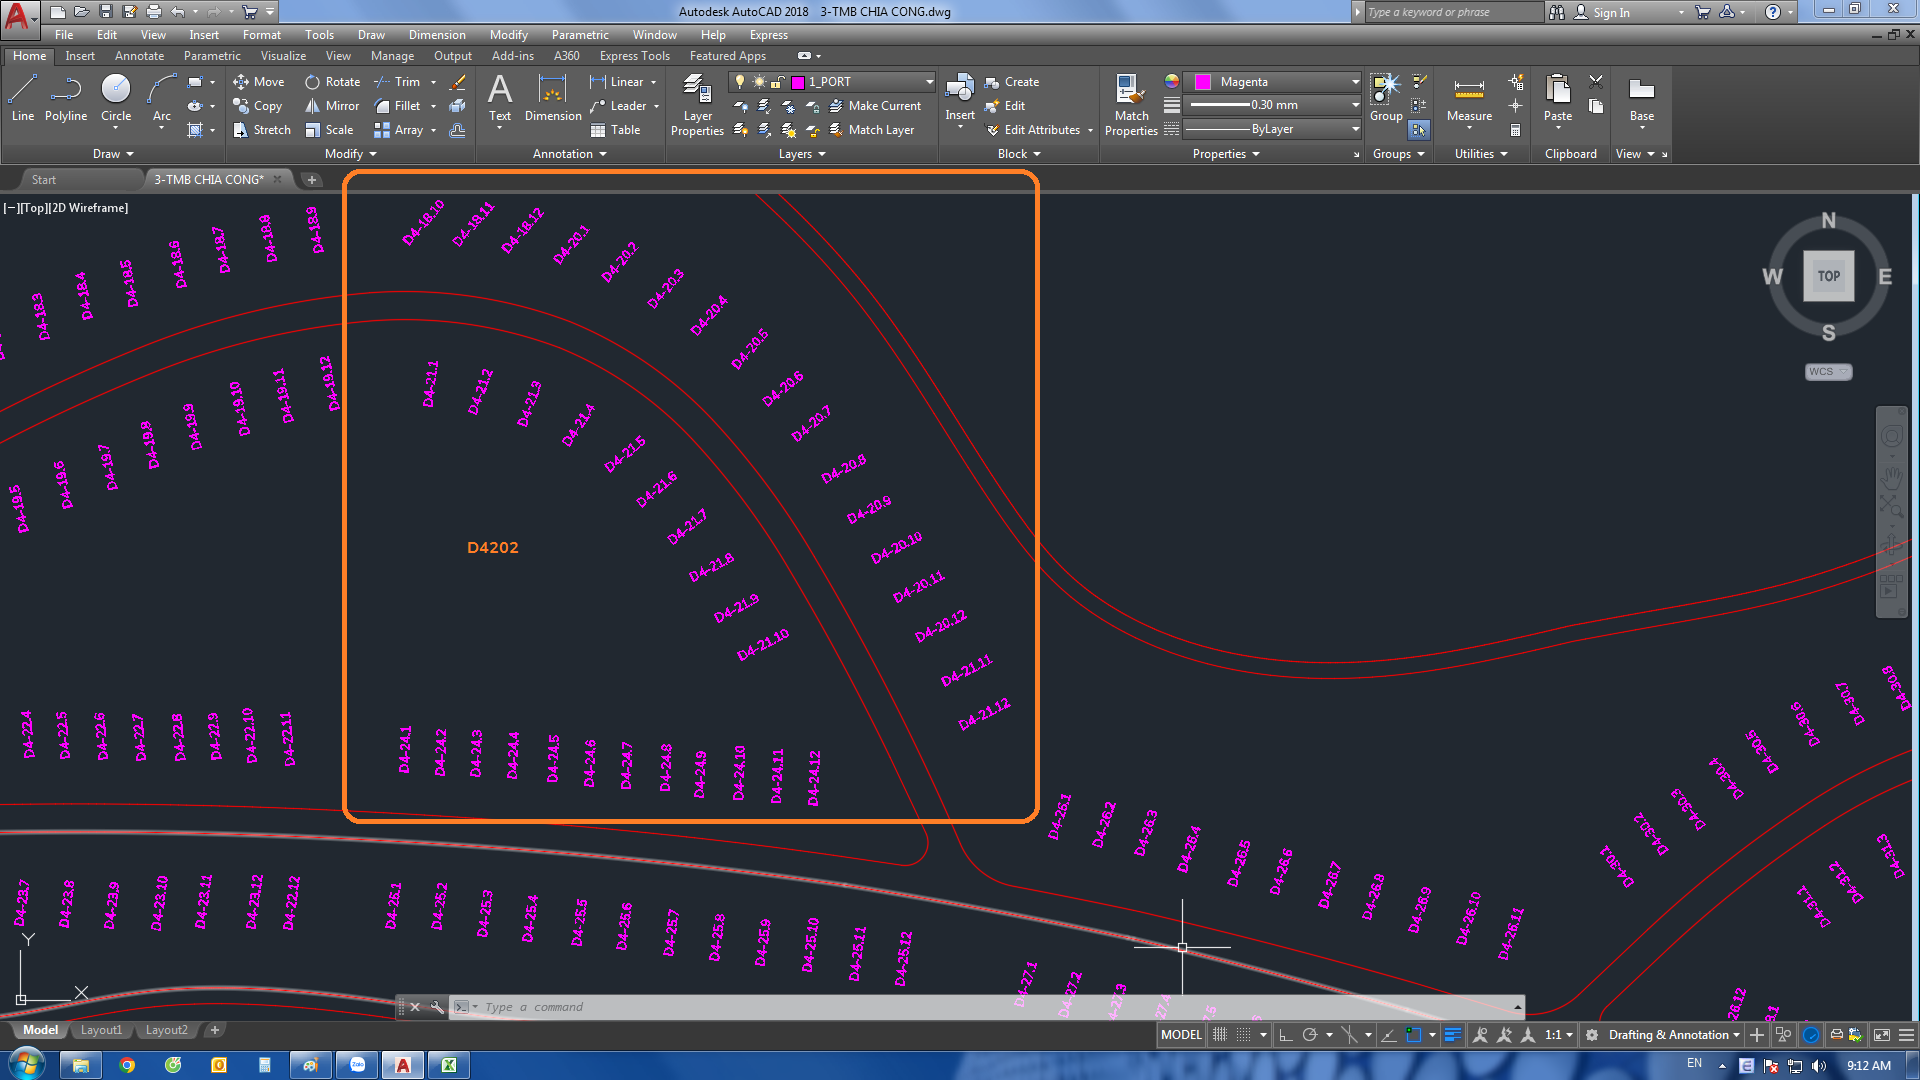 Autodesk AutoCAD 2018 3-TMB CHIA CONG.dwg
Type a keyword or phrase
Sign In
File Edit View Insert Format Tools Draw Dimension Modify Parametric Window Help Express
Home Insert Annotate Parametric Visualize View Manage Output Add-ins A360 Express Tools Featured Apps
Line Polyline Circle Arc
Move Rotate Trim
Copy Mirror Fillet
Stretch Scale Array
Text Dimension
Linear
Leader
Table
Layer Properties
1_PORT
Make Current
Match Layer
Insert
Create
Edit
Edit Attributes
Match Properties
Magenta
0.30 mm
ByLayer
Group
Measure
Paste
Base
Draw Modify Annotation Layers Block Properties Groups Utilities Clipboard View
Start 3-TMB CHIA CONG*
[−][Top][2D Wireframe]
N
W TOP E
S
WCS
D4-18.3 D4-18.4 D4-18.5 D4-18.6 D4-18.7 D4-18.8 D4-18.9 D4-18.10 D4-18.11 D4-18.12
D4-20.1 D4-20.2 D4-20.3 D4-20.4 D4-20.5 D4-20.6 D4-20.7 D4-20.8 D4-20.9 D4-20.10 D4-20.11 D4-20.12
D4-19.5 D4-19.6 D4-19.7 D4-19.8 D4-19.9 D4-19.10 D4-19.11 D4-19.12
D4-21.1 D4-21.2 D4-21.3 D4-21.4 D4-21.5 D4-21.6 D4-21.7 D4-21.8 D4-21.9 D4-21.10 D4-21.11 D4-21.12
D4202
D4-22.4 D4-22.5 D4-22.6 D4-22.7 D4-22.8 D4-22.9 D4-22.10 D4-22.11
D4-24.1 D4-24.2 D4-24.3 D4-24.4 D4-24.5 D4-24.6 D4-24.7 D4-24.8 D4-24.9 D4-24.10 D4-24.11 D4-24.12
D4-26.1 D4-26.2 D4-26.3 D4-26.4 D4-26.5 D4-26.6 D4-26.7 D4-26.8 D4-26.9 D4-26.10 D4-26.11
D4-30.1 D4-30.2 D4-30.3 D4-30.4 D4-30.5 D4-30.6 D4-30.7 D4-30.8
D4-31.1 D4-31.2 D4-31.3
D4-23.7 D4-23.8 D4-23.9 D4-23.10 D4-23.11 D4-23.12 D4-22.12
D4-25.1 D4-25.2 D4-25.3 D4-25.4 D4-25.5 D4-25.6 D4-25.7 D4-25.8 D4-25.9 D4-25.10 D4-25.11 D4-25.12
D4-27.1 D4-27.2
Y
X
Type a command
Model Layout1 Layout2
MODEL 1:1 Drafting & Annotation
EN 9:12 AM